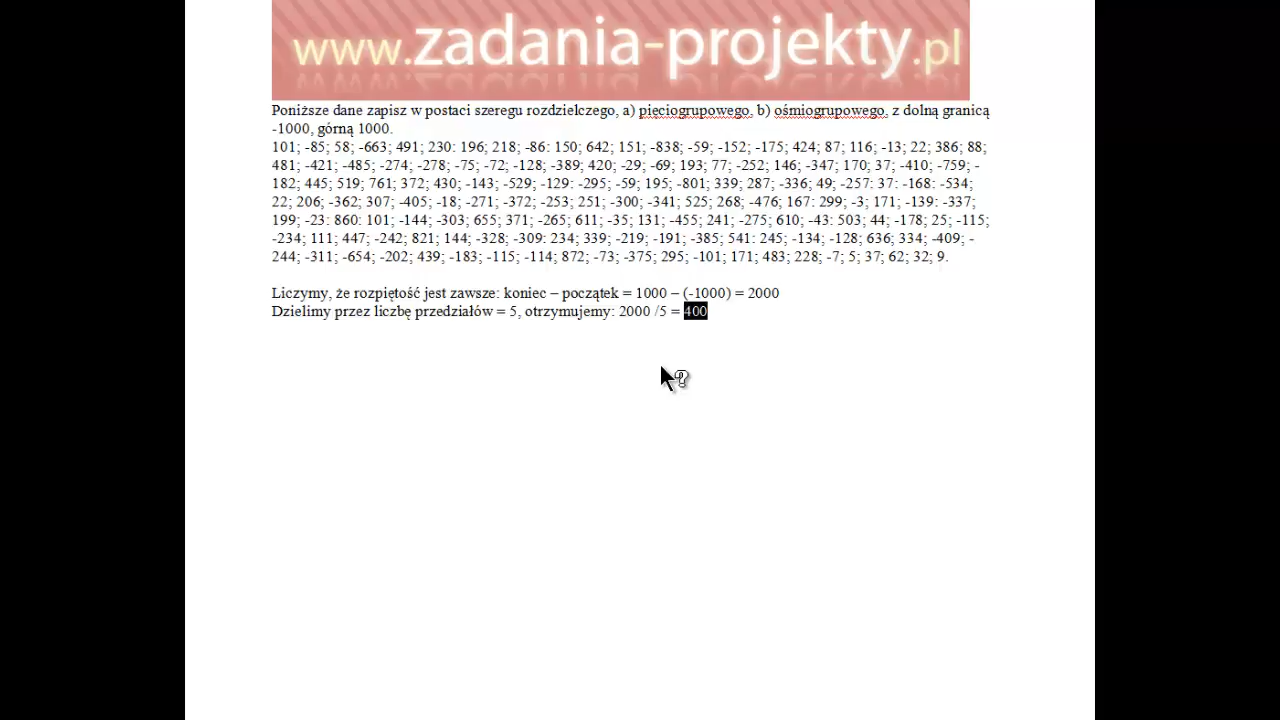 www.zadania-projekty.pl
Poniższe dane zapisz w postaci szeregu rozdzielczego, a) pięciogrupowego, b) ośmiogrupowego, z dolną granicą
-1000, górną 1000.
101; -85; 58; -663; 491; 230: 196; 218; -86: 150; 642; 151; -838; -59; -152; -175; 424; 87; 116; -13; 22; 386; 88;
481; -421; -485; -274; -278; -75; -72; -128; -389; 420; -29; -69; 193; 77; -252; 146; -347; 170; 37; -410; -759; -
182; 445; 519; 761; 372; 430; -143; -529; -129: -295; -59; 195; -801; 339; 287; -336; 49; -257: 37: -168: -534;
22; 206; -362; 307; -405; -18; -271; -372; -253; 251; -300; -341; 525; 268; -476; 167: 299; -3; 171; -139: -337;
199; -23: 860: 101; -144; -303; 655; 371; -265; 611; -35; 131; -455; 241; -275; 610; -43: 503; 44; -178; 25; -115;
-234; 111; 447; -242; 821; 144; -328; -309: 234; 339; -219; -191; -385; 541: 245; -134; -128; 636; 334; -409; -
244; -311; -654; -202; 439; -183; -115; -114; 872; -73; -375; 295; -101; 171; 483; 228; -7; 5; 37; 62; 32; 9.
Liczymy, że rozpiętość jest zawsze: koniec – początek = 1000 – (-1000) = 2000
Dzielimy przez liczbę przedziałów = 5, otrzymujemy: 2000 /5 = 400